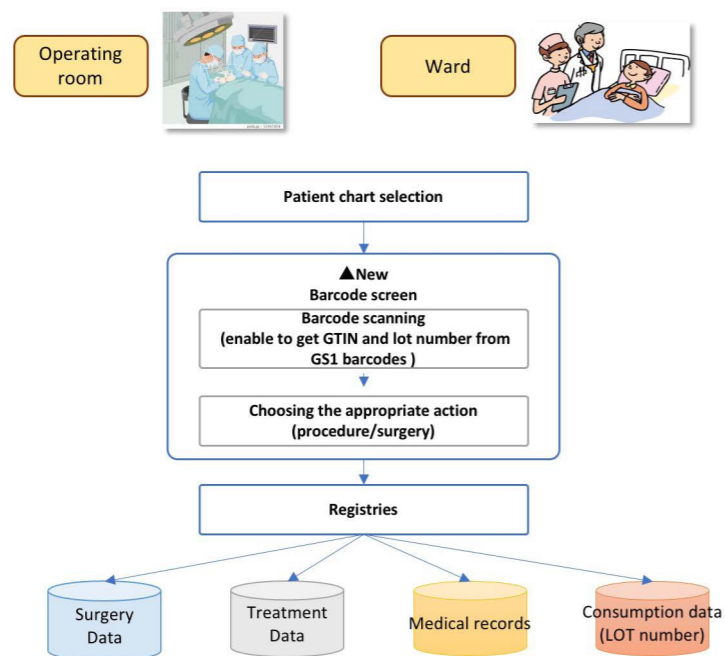 Operating
room
Ward
Patient chart selection
▲New
Barcode screen
Barcode scanning
(enable to get GTIN and lot number from
GS1 barcodes )
Choosing the appropriate action
(procedure/surgery)
Registries
Surgery
Data
Treatment
Data
Medical records
Consumption data
(LOT number)